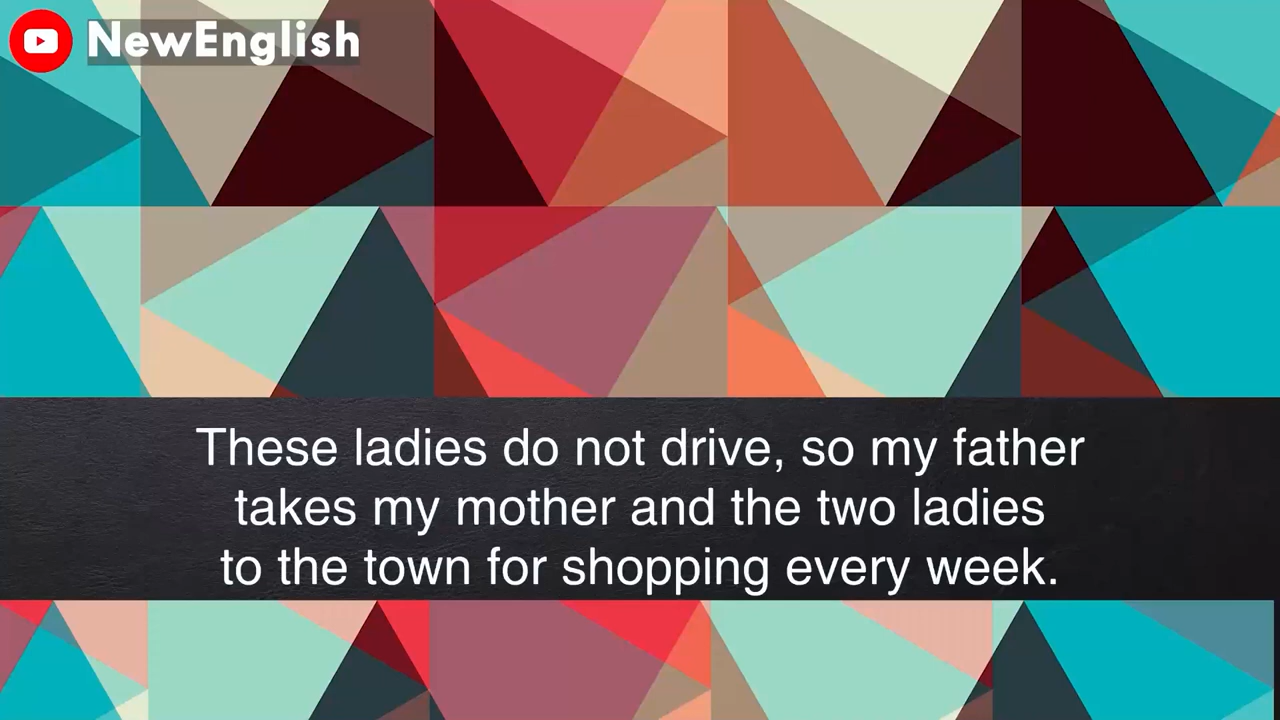 NewEnglish
These ladies do not drive, so my father
takes my mother and the two ladies
to the town for shopping every week.